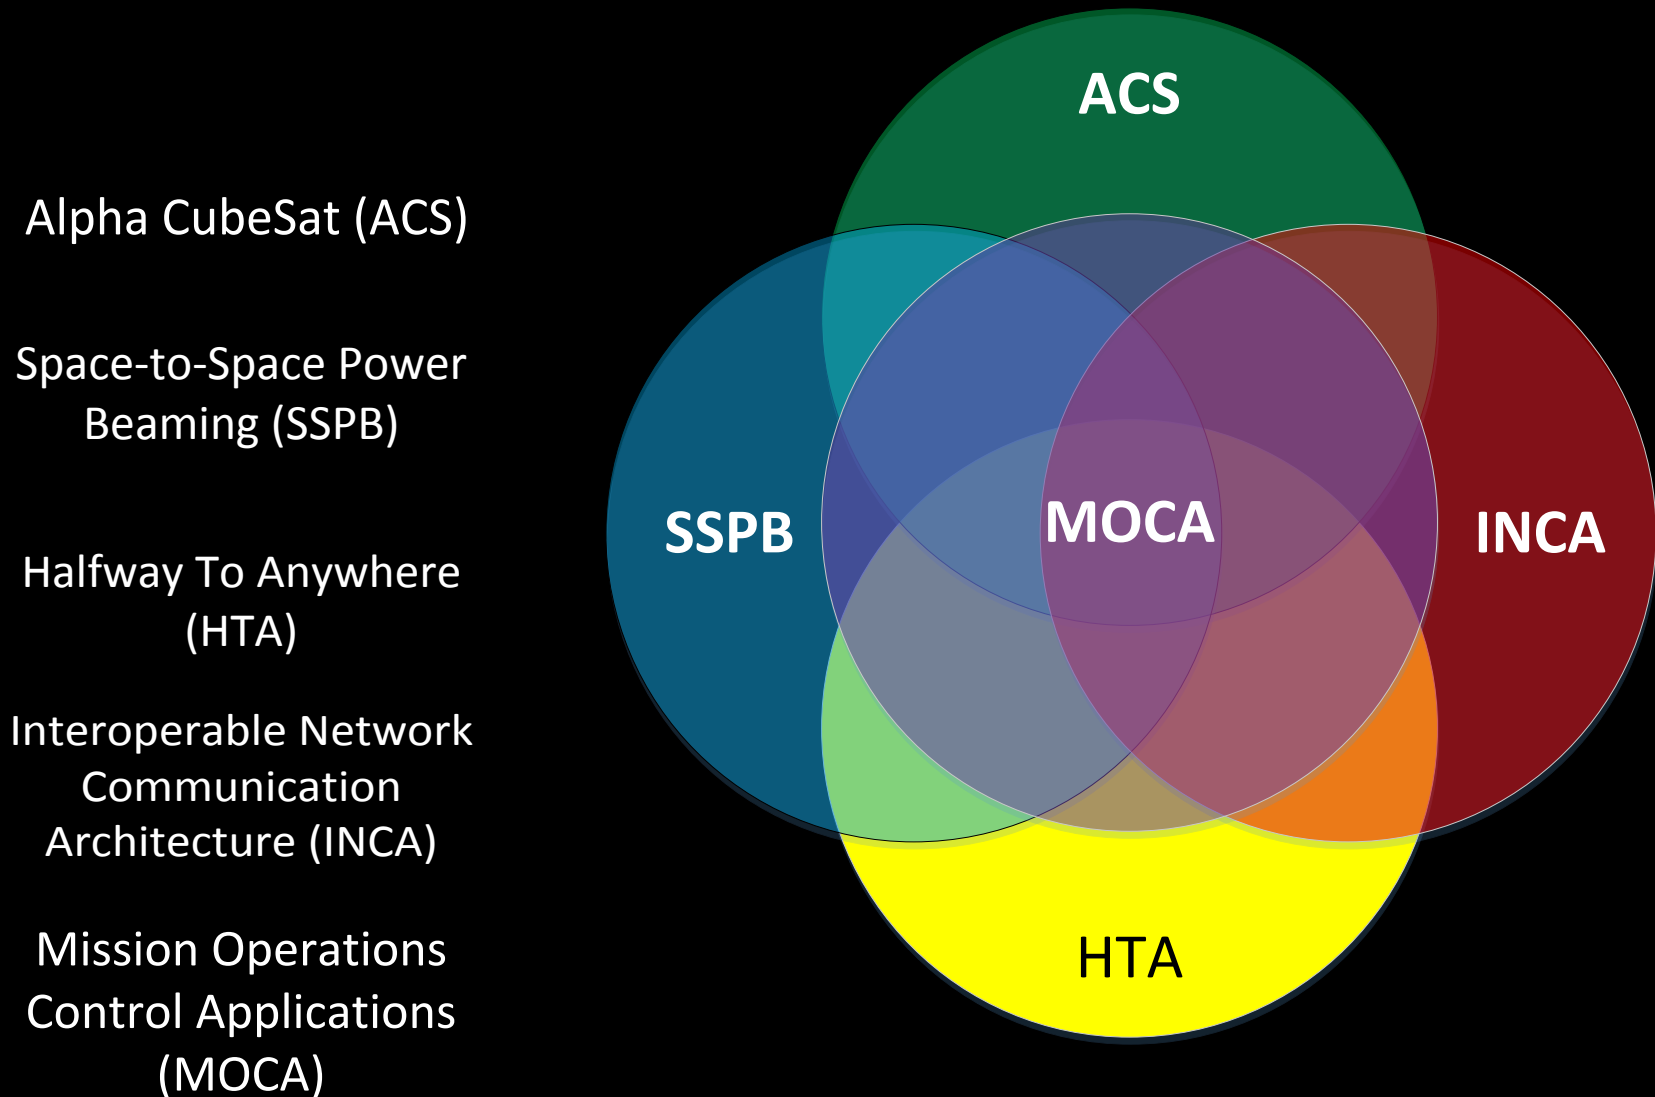 Alpha CubeSat (ACS)
Space-to-Space Power
Beaming (SSPB)
Halfway To Anywhere
(HTA)
Interoperable Network
Communication
Architecture (INCA)
Mission Operations
Control Applications
(MOCA)
ACS
SSPB
MOCA
INCA
HTA